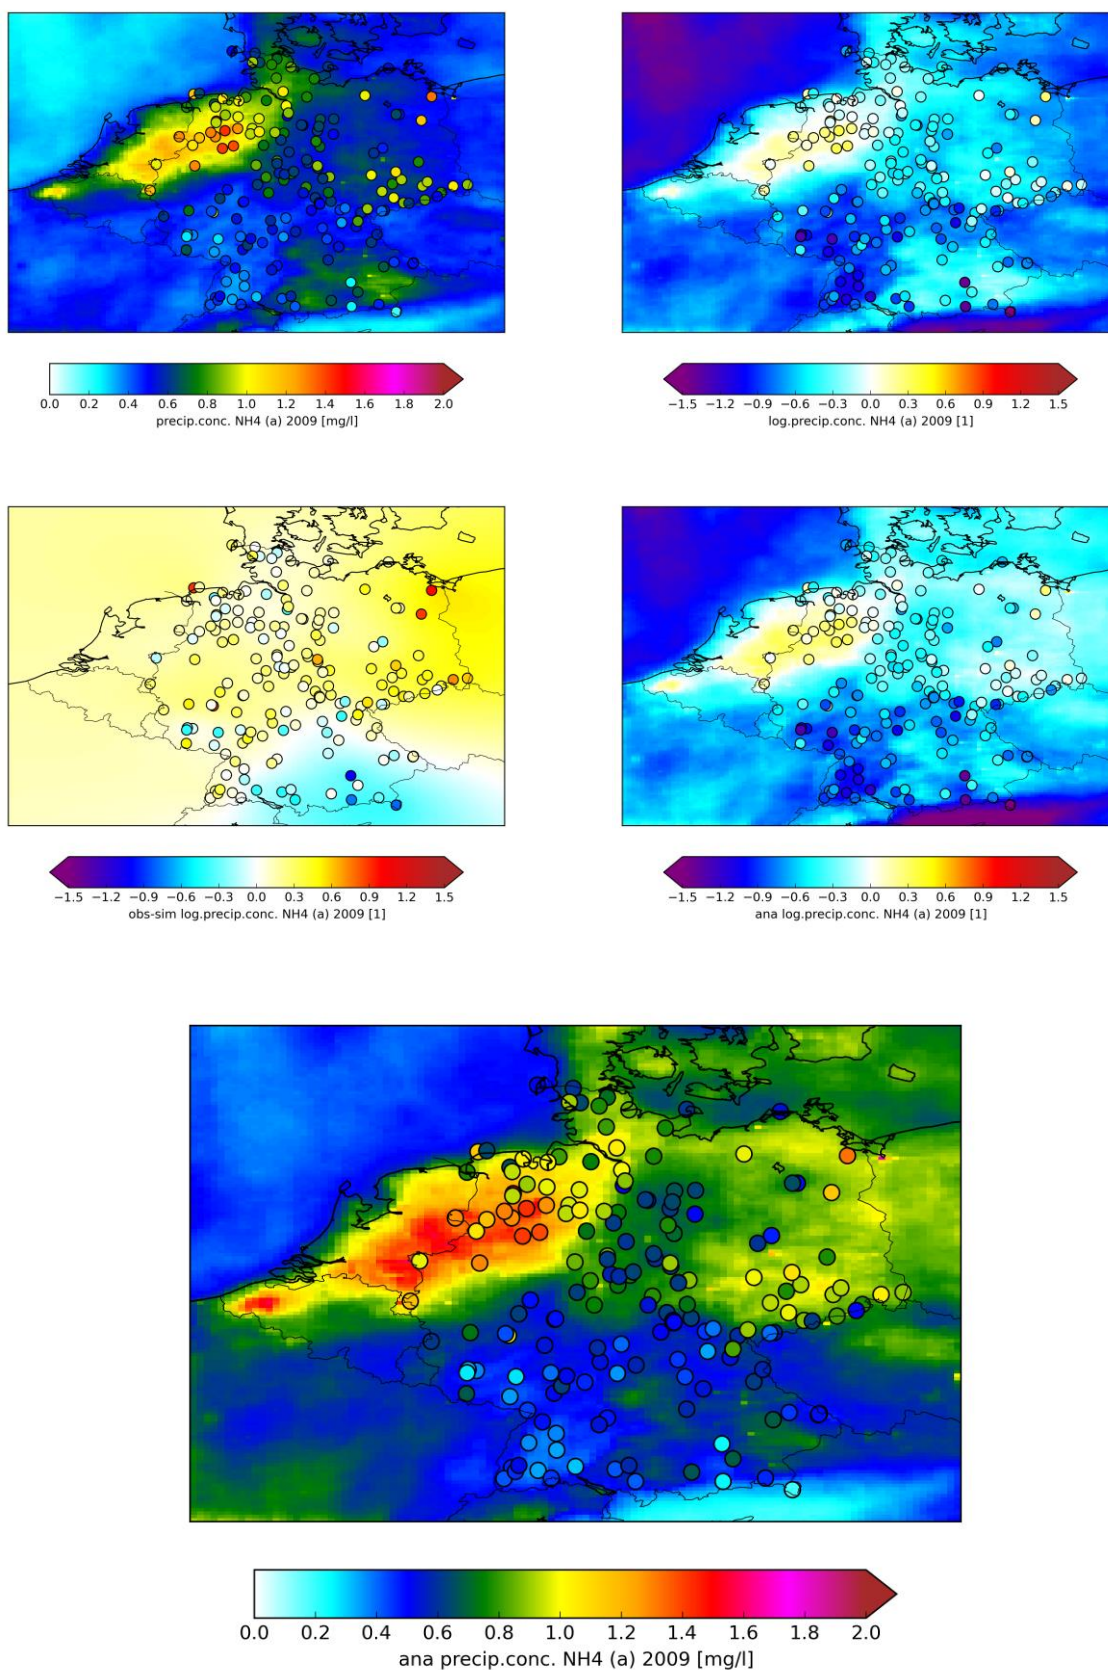 0.0 0.2 0.4 0.6 0.8 1.0 1.2 1.4 1.6 1.8 2.0
precip.conc. NH4 (a) 2009 [mg/l]
−1.5 −1.2 −0.9 −0.6 −0.3 0.0 0.3 0.6 0.9 1.2 1.5
log.precip.conc. NH4 (a) 2009 [1]
−1.5 −1.2 −0.9 −0.6 −0.3 0.0 0.3 0.6 0.9 1.2 1.5
obs-sim log.precip.conc. NH4 (a) 2009 [1]
−1.5 −1.2 −0.9 −0.6 −0.3 0.0 0.3 0.6 0.9 1.2 1.5
ana log.precip.conc. NH4 (a) 2009 [1]
0.0 0.2 0.4 0.6 0.8 1.0 1.2 1.4 1.6 1.8 2.0
ana precip.conc. NH4 (a) 2009 [mg/l]